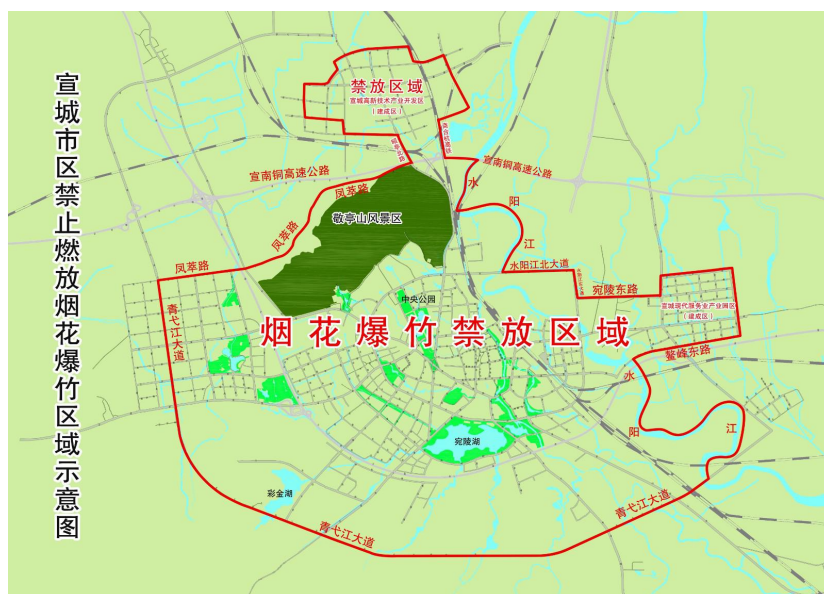 宣城市区禁止燃放烟花爆竹区域示意图
禁放区域
宣城高新技术产业开发区
(建成区)
宣南铜高速公路
宣南铜高速公路
水
阳
江
凤萃路
凤萃路
凤萃路
敬亭山风景区
水阳江北大道
宛陵东路
宣城现代服务业产业园区
(建成区)
中央公园
青弋江大道
烟花爆竹禁放区域
鳌峰东路
水
阳
江
宛陵湖
彩金湖
青弋江大道
青弋江大道